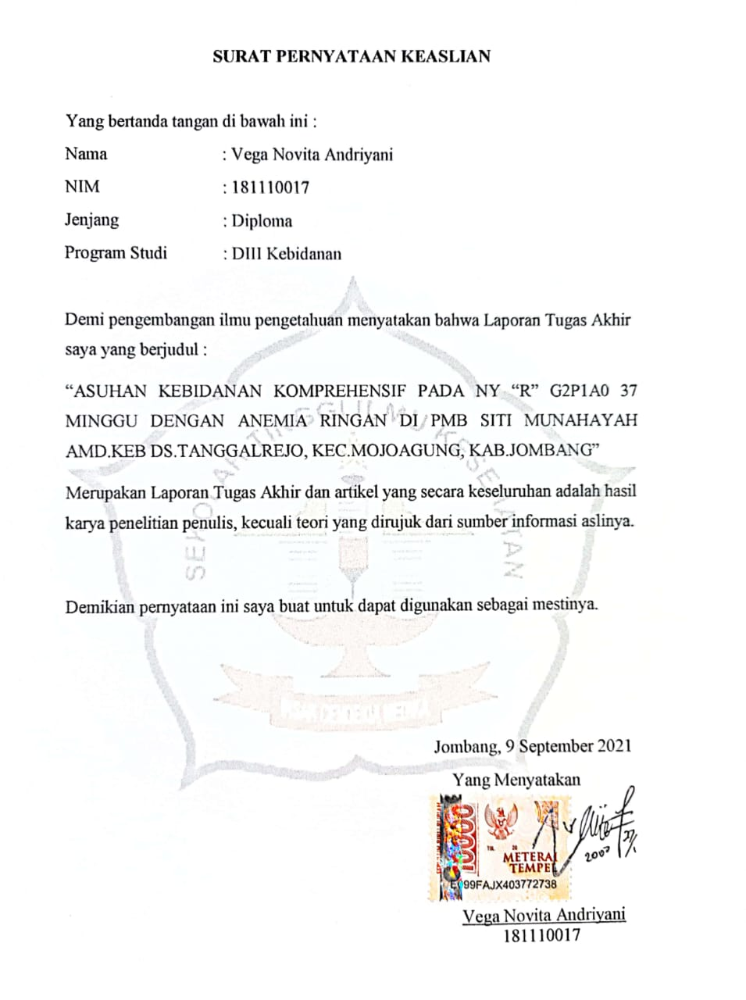 SURAT PERNYATAAN KEASLIAN
Yang bertanda tangan di bawah ini :
Nama : Vega Novita Andriyani
NIM : 181110017
Jenjang : Diploma
Program Studi : DIII Kebidanan
Demi pengembangan ilmu pengetahuan menyatakan bahwa Laporan Tugas Akhir
saya yang berjudul :
“ASUHAN KEBIDANAN KOMPREHENSIF PADA NY “R” G2P1A0 37
MINGGU DENGAN ANEMIA RINGAN DI PMB SITI MUNAHAYAH
AMD.KEB DS.TANGGALREJO, KEC.MOJOAGUNG, KAB.JOMBANG”
Merupakan Laporan Tugas Akhir dan artikel yang secara keseluruhan adalah hasil
karya penelitian penulis, kecuali teori yang dirujuk dari sumber informasi aslinya.
Demikian pernyataan ini saya buat untuk dapat digunakan sebagai mestinya.
Jombang, 9 September 2021
Yang Menyatakan
10000
METERAI
TEMPEL
99FAJX403772738
Vega Novita Andriyani
181110017